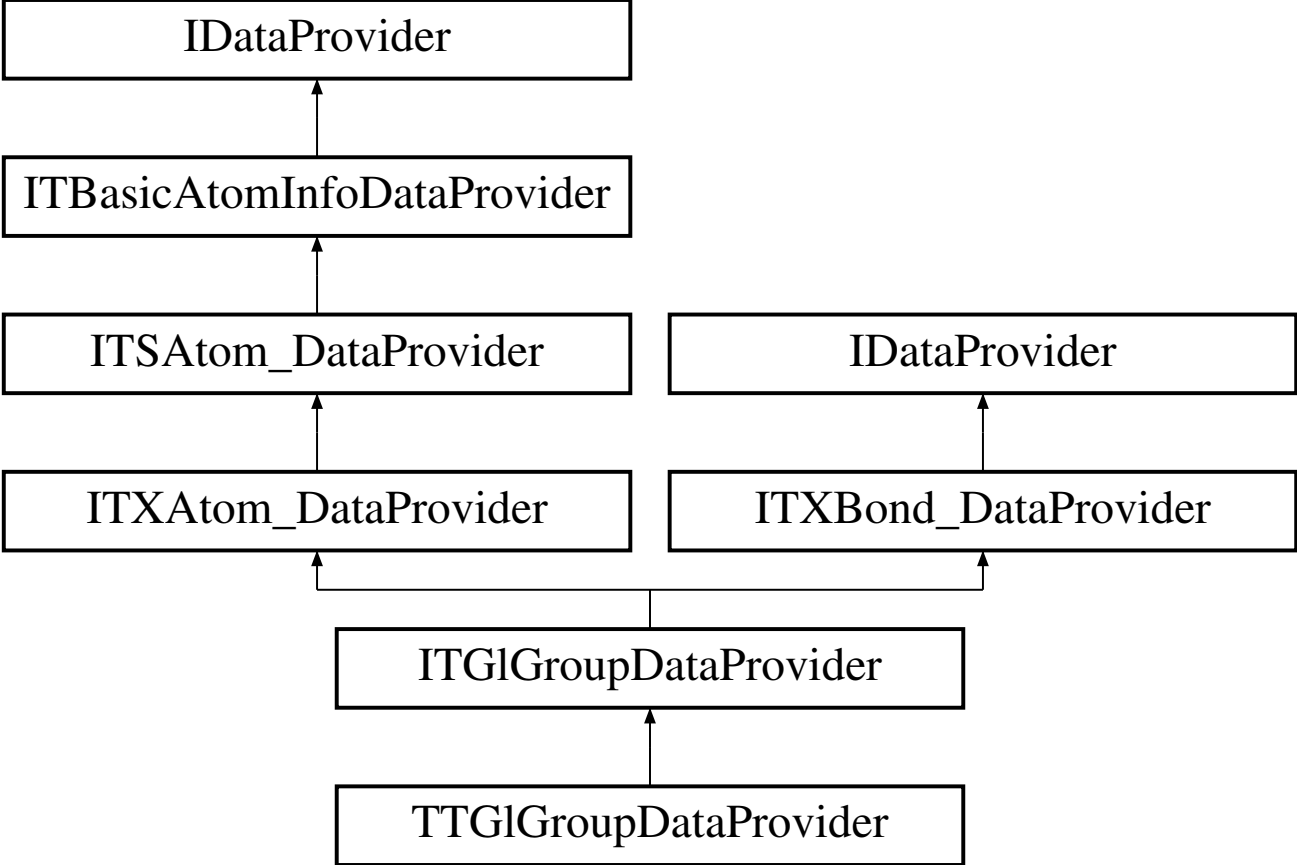 IDataProvider
ITBasicAtomInfoDataProvider
ITSAtom_DataProvider
IDataProvider
ITXAtom_DataProvider
ITXBond_DataProvider
ITGlGroupDataProvider
TTGlGroupDataProvider